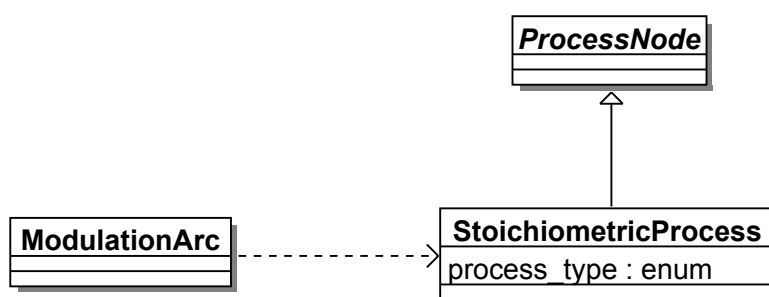 ProcessNode
ModulationArc
StoichiometricProcess
process_type : enum